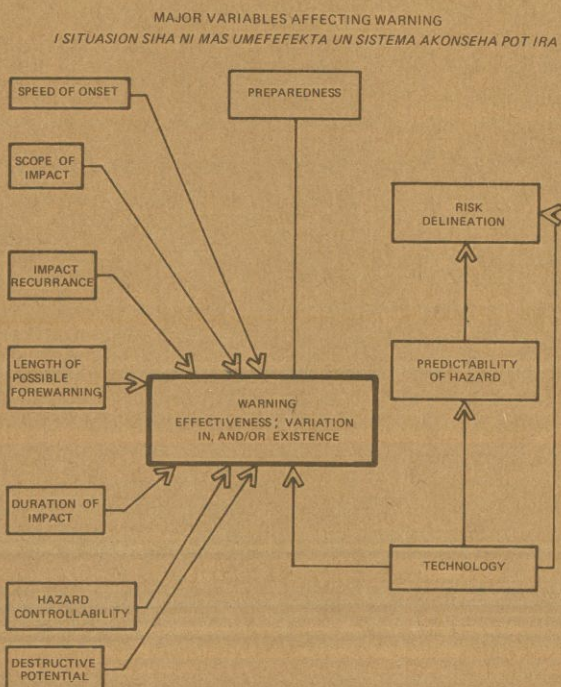 MAJOR VARIABLES AFFECTING WARNING
I SITUASION SIHA NI MAS UMEFEFEKTA UN SISTEMA AKONSEHA POT IRA
SPEED OF ONSET
PREPAREDNESS
SCOPE OF
IMPACT
RISK
DELINEATION
IMPACT
RECURRANCE
LENGTH OF
POSSIBLE
FOREWARNING
PREDICTABILITY
OF HAZARD
WARNING
EFFECTIVENESS; VARIATION
IN, AND/OR EXISTENCE
DURATION OF
IMPACT
TECHNOLOGY
HAZARD
CONTROLLABILITY
DESTRUCTIVE
POTENTIAL